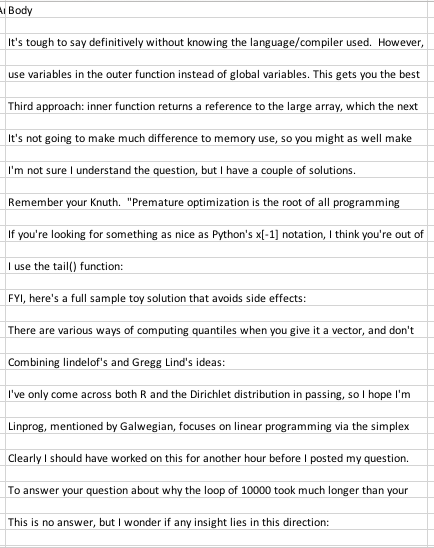 Body
It's tough to say definitively without knowing the language/compiler used.  However,
use variables in the outer function instead of global variables. This gets you the best
Third approach: inner function returns a reference to the large array, which the next
It's not going to make much difference to memory use, so you might as well make
I'm not sure I understand the question, but I have a couple of solutions.
Remember your Knuth.  "Premature optimization is the root of all programming
If you're looking for something as nice as Python's x[-1] notation, I think you're out of
I use the tail() function:
FYI, here's a full sample toy solution that avoids side effects:
There are various ways of computing quantiles when you give it a vector, and don't
Combining lindelof's and Gregg Lind's ideas:
I've only come across both R and the Dirichlet distribution in passing, so I hope I'm
Linprog, mentioned by Galwegian, focuses on linear programming via the simplex
Clearly I should have worked on this for another hour before I posted my question.
To answer your question about why the loop of 10000 took much longer than your
This is no answer, but I wonder if any insight lies in this direction: